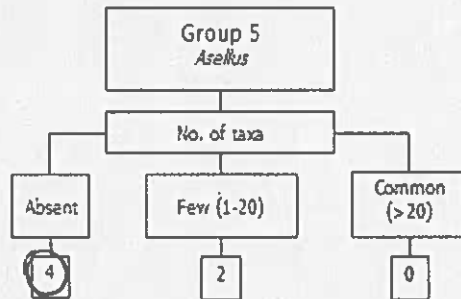 Group 5
Asellus
No. of taxa
Absent
Few (1-20)
Common
(>20)
4
2
0